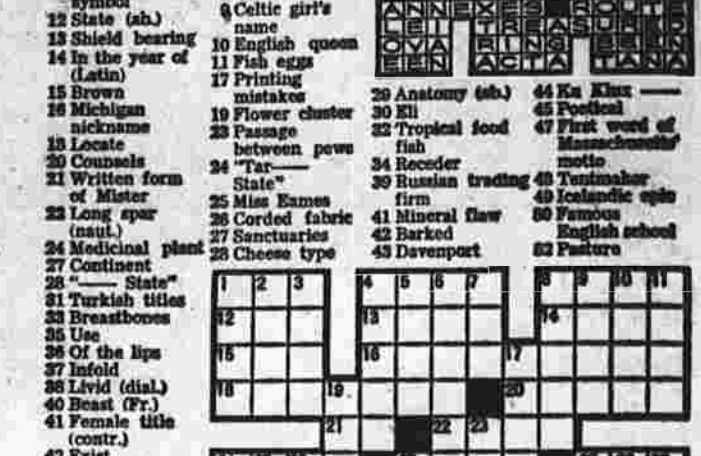 symbol
12 State (ab.)
13 Shield bearing
14 In the year of
(Latin)
15 Brown
16 Michigan
nickname
18 Locate
20 Counsels
21 Written form
of Mister
22 Long spar
(naut.)
24 Medicinal plant
27 Continent
28 "—— State"
31 Turkish titles
33 Breastbones
35 Use
36 Of the lips
37 Infold
38 Livid (dial.)
40 Beast (Fr.)
41 Female title
(contr.)
42 Exist
9 Celtic girl's
name
10 English queen
11 Fish eggs
17 Printing
mistakes
19 Flower cluster
23 Passage
between pews
24 "Tar——
State"
25 Miss Eames
26 Corded fabric
27 Sanctuaries
28 Cheese type
ANNEXES ROUTE
LEI TREASURED
OVA RING EEN
EEN ACTA TANA
29 Anatomy (ab.)
30 Eli
32 Tropical food
fish
34 Receder
39 Russian trading
firm
41 Mineral flaw
42 Barked
43 Davenport
44 Ku Klux ——
45 Poetical
47 First word of
Massachusetts'
motto
48 Tentmaker
49 Icelandic epic
50 Famous
English school
52 Pasture
1 2 3 4 5 6 7 8 9 10 11
12 13 14
15 16 17
18 19 20
21 22 23